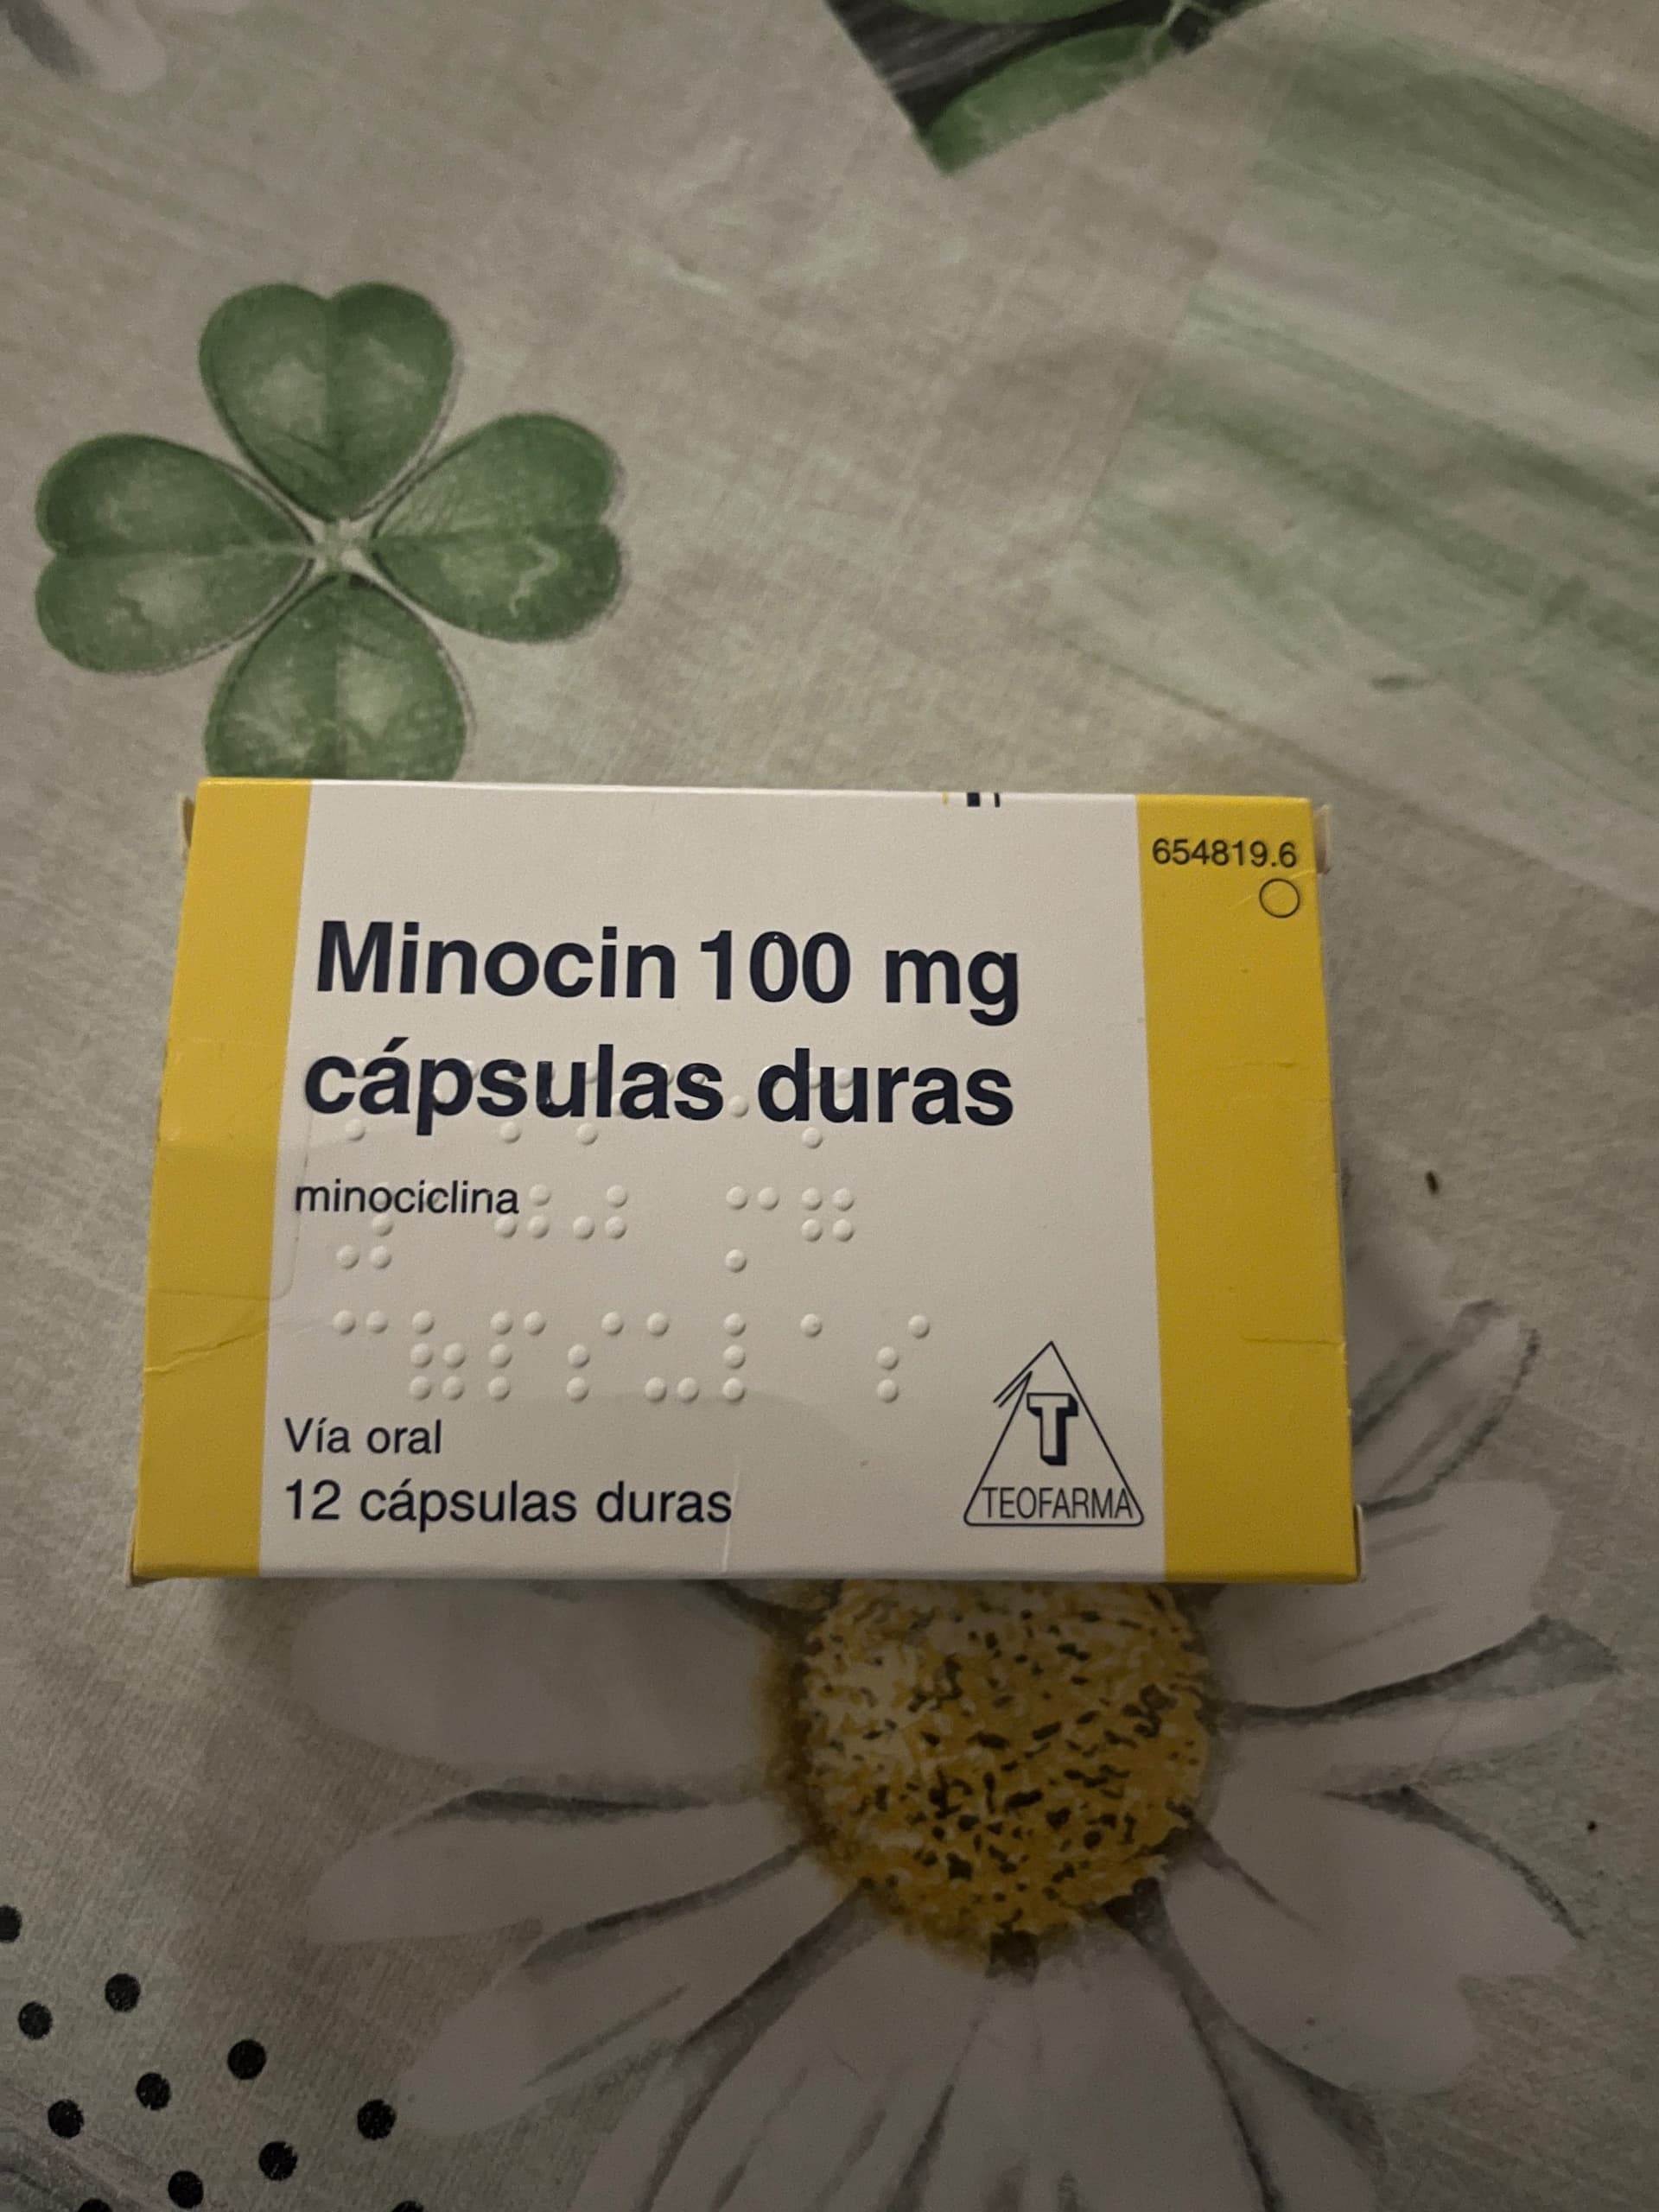 654819.6
Minocin 100 mg
cápsulas duras
minociclina
Vía oral
12 cápsulas duras
T
TEOFARMA